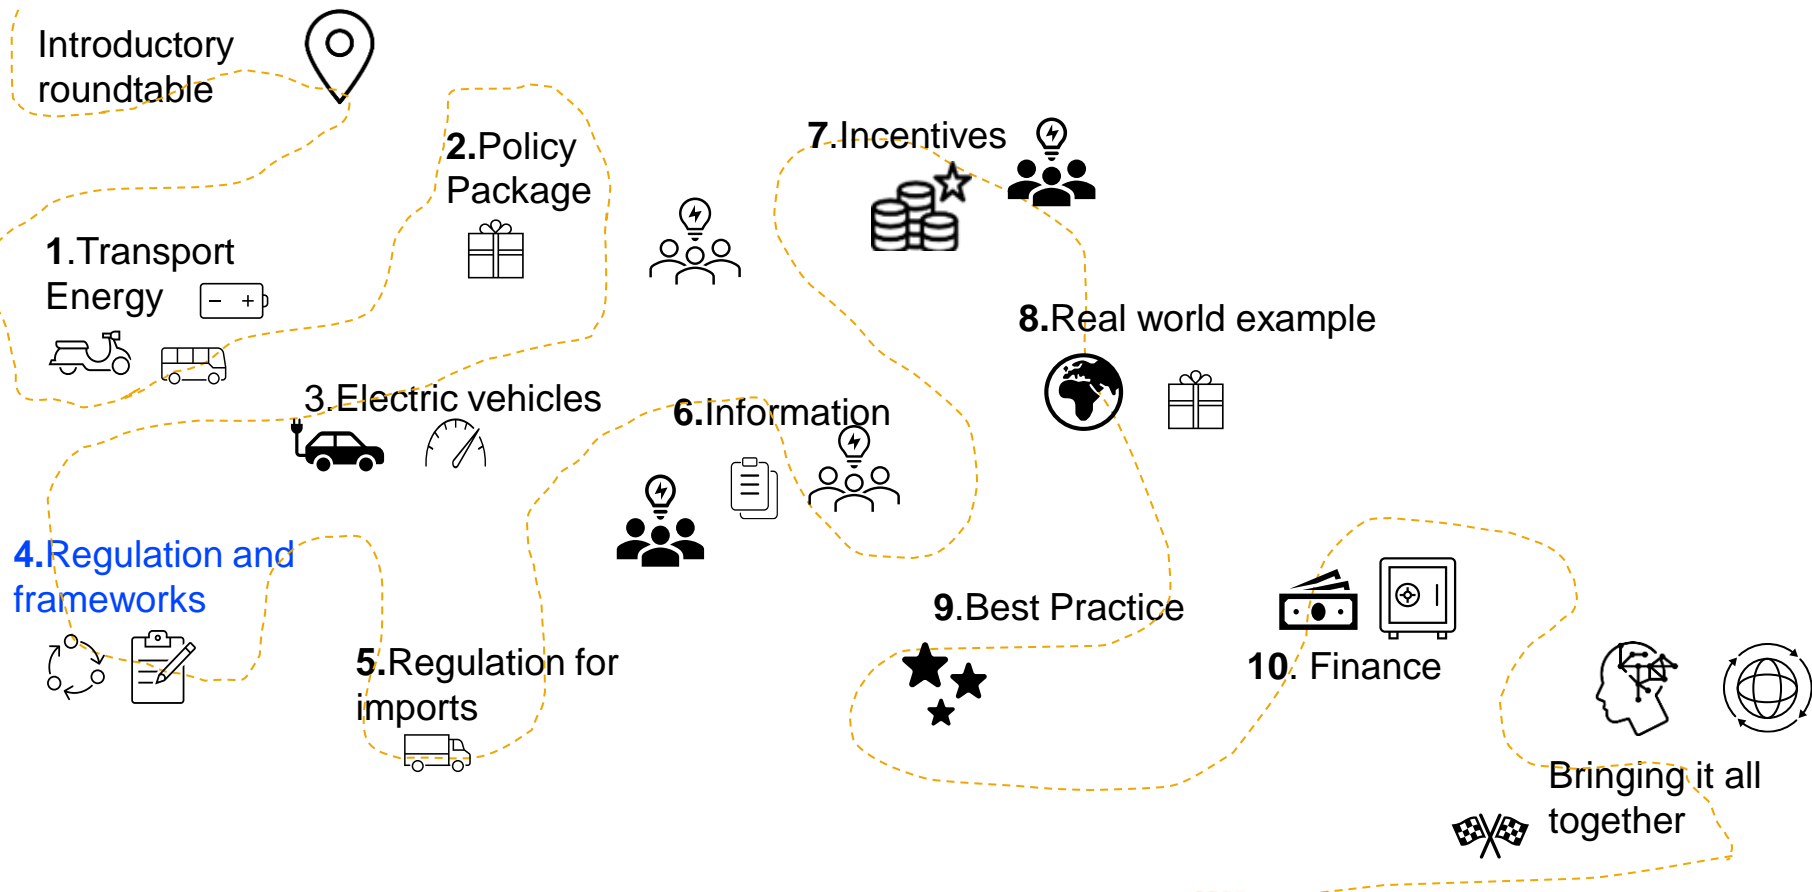 Introductory
roundtable
1.Transport
Energy
2.Policy
Package
3.Electric vehicles
4.Regulation and
frameworks
5.Regulation for
imports
6.Information
7.Incentives
8.Real world example
9.Best Practice
10. Finance
Bringing it all
together